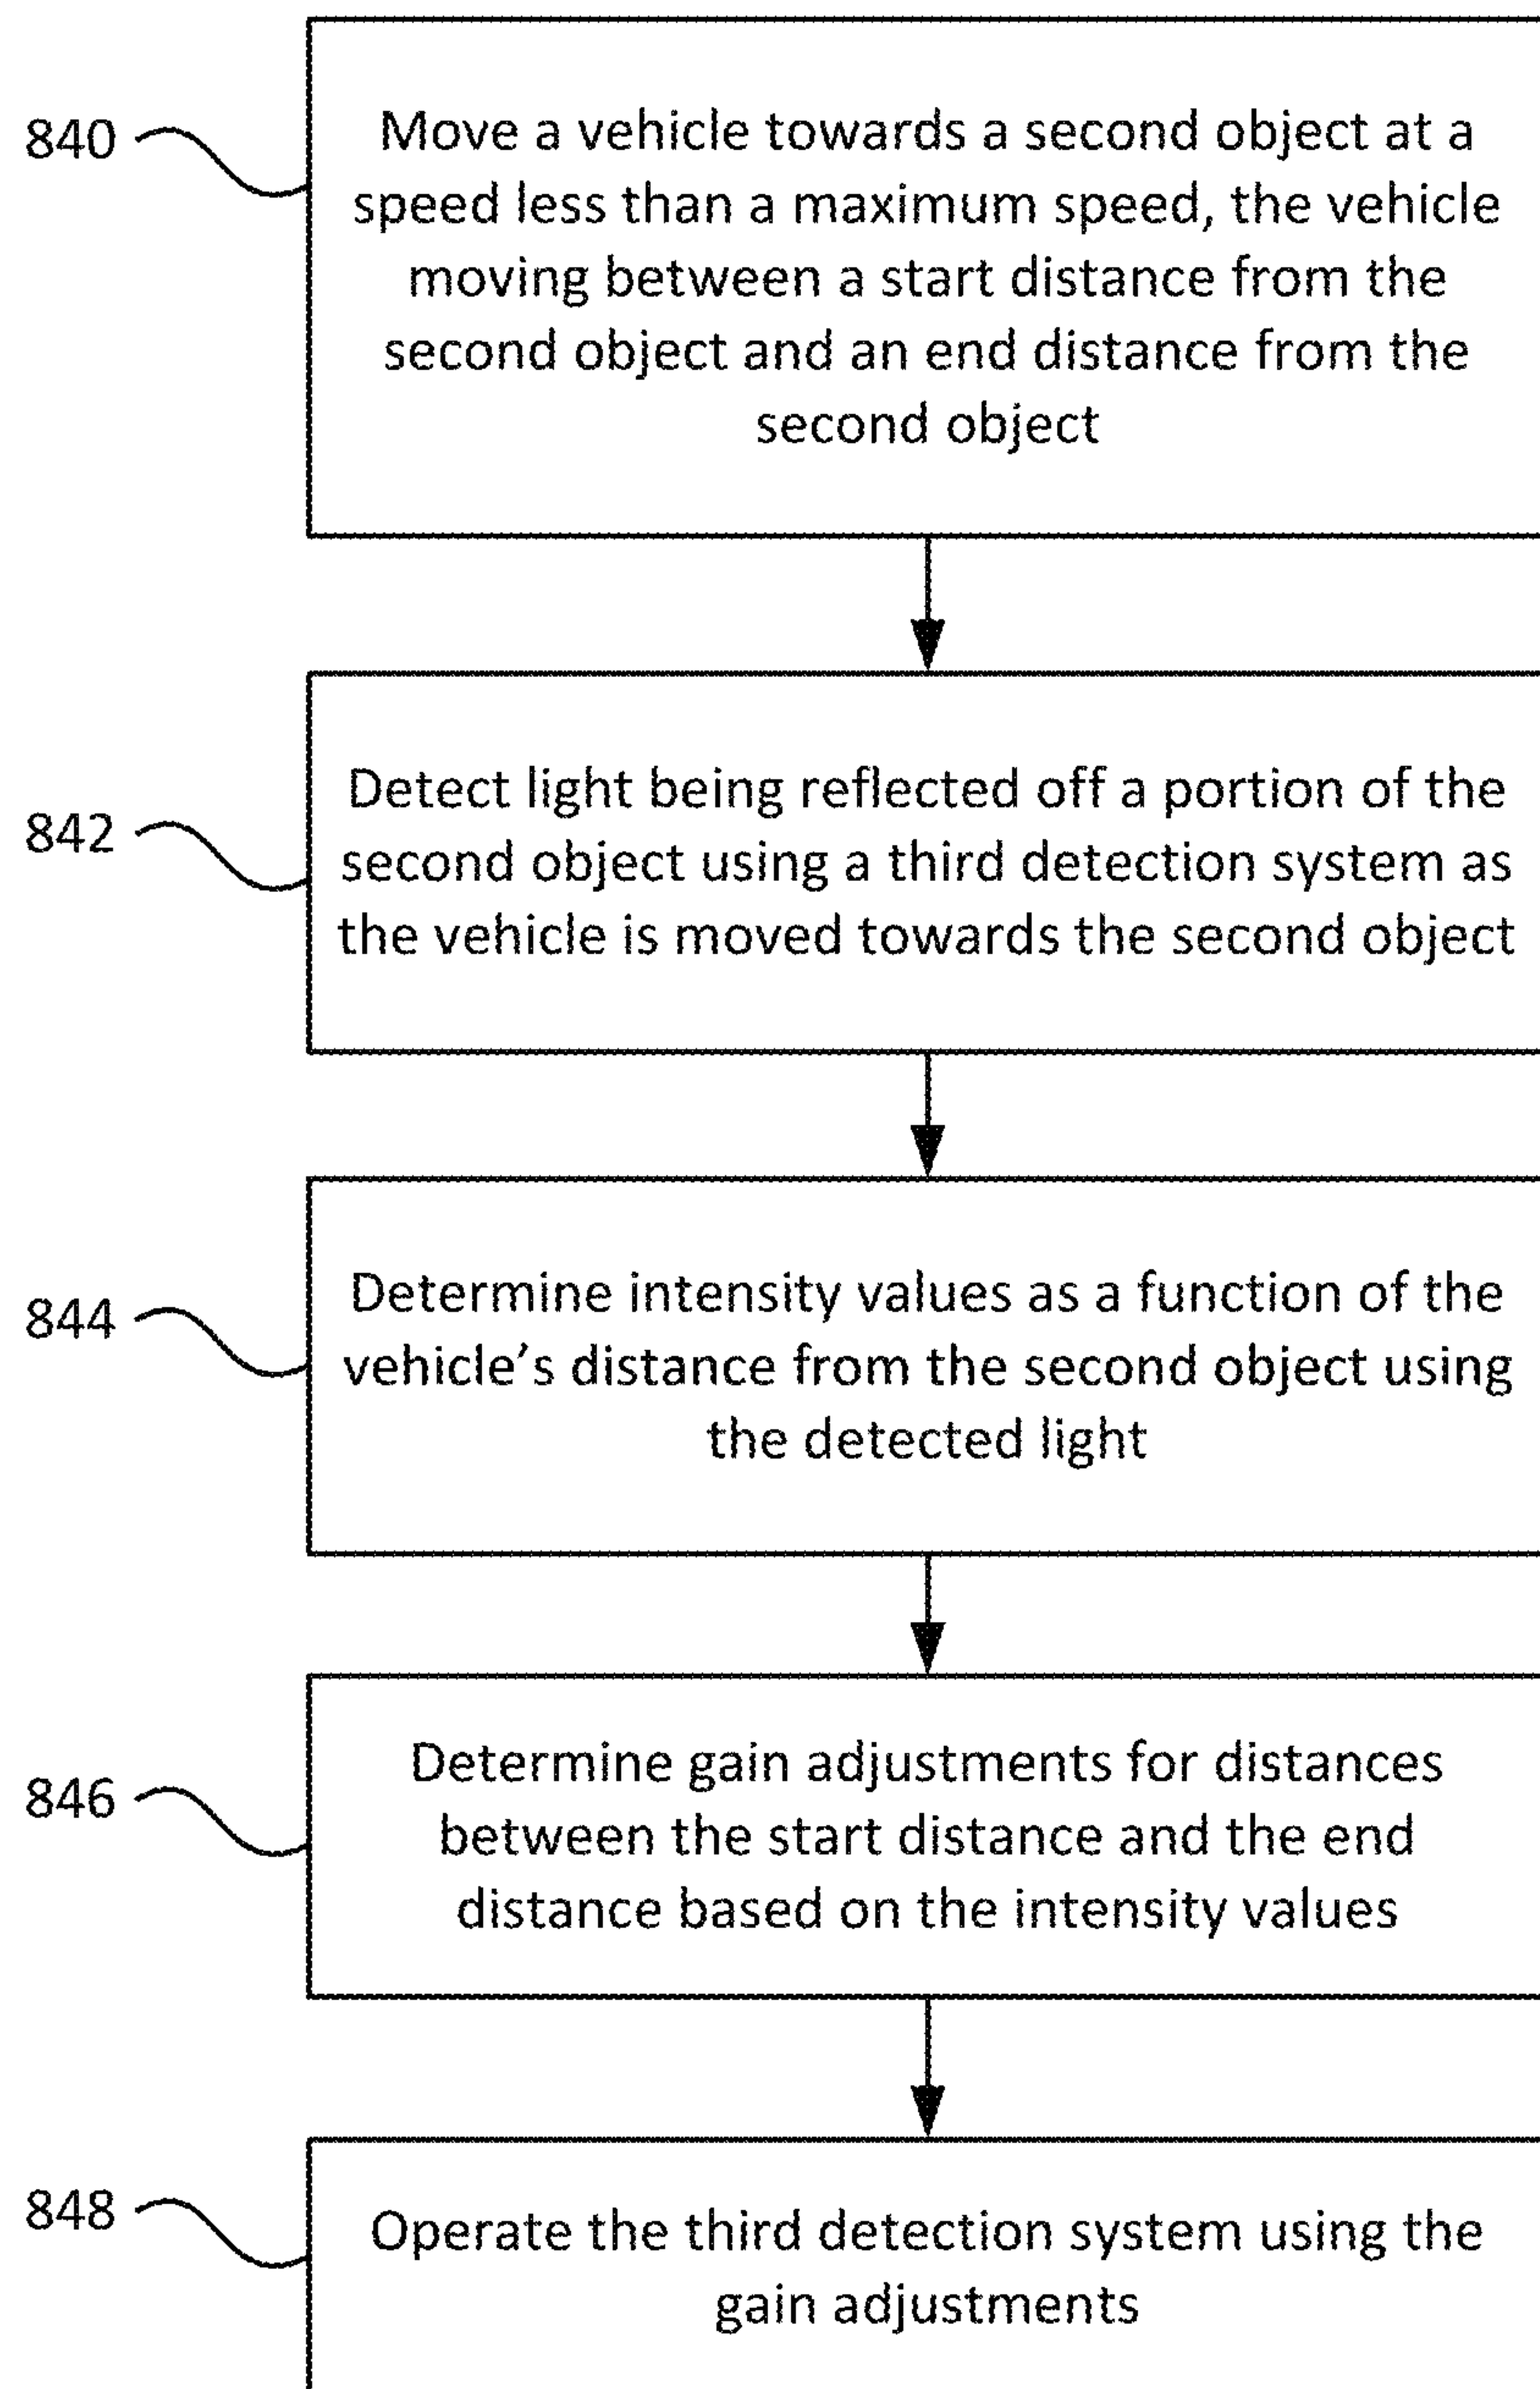 840
Move a vehicle towards a second object at a
speed less than a maximum speed, the vehicle
moving between a start distance from the
second object and an end distance from the
second object
842
Detect light being reflected off a portion of the
second object using a third detection system as
the vehicle is moved towards the second object
844
Determine intensity values as a function of the
vehicle’s distance from the second object using
the detected light
846
Determine gain adjustments for distances
between the start distance and the end
distance based on the intensity values
848
Operate the third detection system using the
gain adjustments